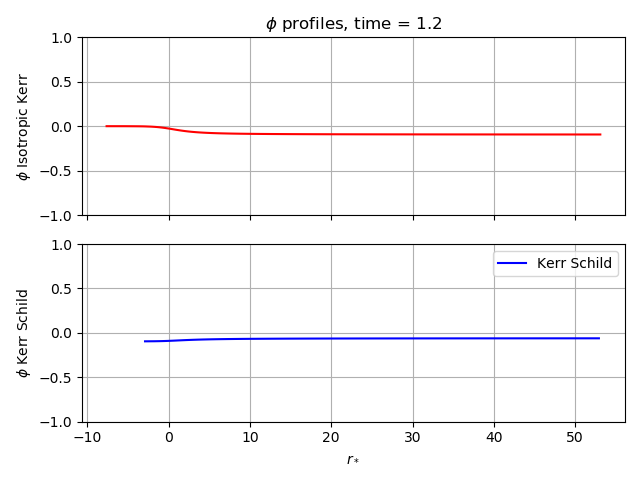 ϕ profiles, time = 1.2
ϕ Isotropic Kerr
1.0
0.5
0.0
−0.5
−1.0
ϕ Kerr Schild
1.0
0.5
0.0
−0.5
−1.0
Kerr Schild
−10 0 10 20 30 40 50
r*